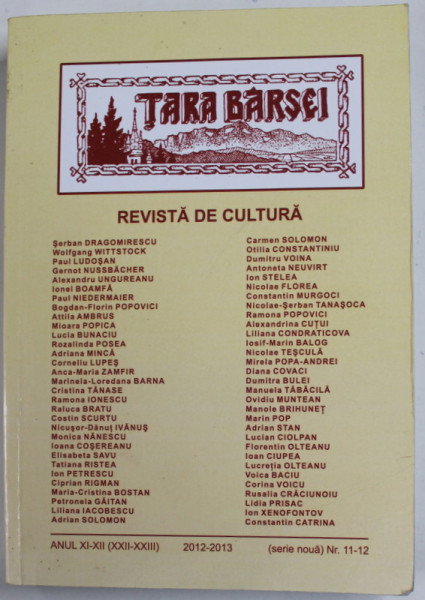 ȚARA BÂRSEI
REVISTĂ DE CULTURĂ
Şerban DRAGOMIRESCU
Wolfgang WITTSTOCK
Paul LUDOŞAN
Gernot NUSSBÄCHER
Alexandru UNGUREANU
Ionel BOAMFĂ
Paul NIEDERMAIER
Bogdan-Florin POPOVICI
Attila AMBRUS
Mioara POPICA
Lucia BUNACIU
Rozalinda POSEA
Adriana MINCĂ
Corneliu LUPEŞ
Anca-Maria ZAMFIR
Marinela-Loredana BARNA
Cristina TĂNASE
Ramona IONESCU
Raluca BRATU
Costin SCURTU
Nicuşor-Dănuţ IVĂNUŞ
Monica NĂNESCU
Ioana COŞEREANU
Elisabeta SAVU
Tatiana RISTEA
Ion PETRESCU
Ciprian RIGMAN
Maria-Cristina BOSTAN
Petronela GĂITAN
Liliana IACOBESCU
Adrian SOLOMON
Carmen SOLOMON
Otilia CONSTANTINIU
Dumitru VOINA
Antoneta NEUVIRT
Ion STELEA
Nicolae FLOREA
Constantin MURGOCI
Nicolae-Şerban TANAŞOCA
Ramona POPOVICI
Alexandrina CUŢUI
Liliana CONDRATICOVA
Iosif-Marin BALOG
Nicolae TEŞCULĂ
Mirela POPA-ANDREI
Diana COVACI
Dumitra BULEI
Manuela TĂBĂCILĂ
Ovidiu MUNTEAN
Manole BRIHUNEŢ
Marin POP
Adrian STAN
Lucian CIOLPAN
Florentin OLTEANU
Ioan CIUPEA
Lucreţia OLTEANU
Voica BACIU
Corina VOICU
Rusalia CRĂCIUNOIU
Lidia PRISAC
Ion XENOFONTOV
Constantin CATRINA
ANUL XI-XII (XXII-XXIII) 2012-2013 (serie nouă) Nr. 11-12